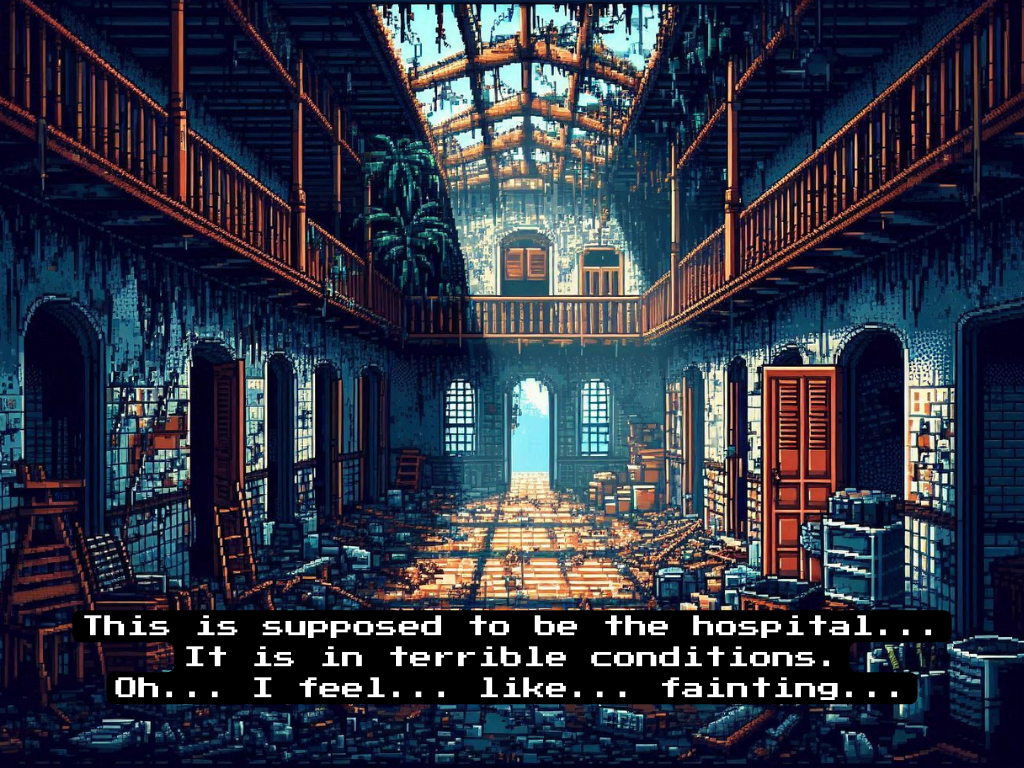 This is supposed to be the hospital...
It is in terrible conditions.
Oh... I feel... like... fainting...